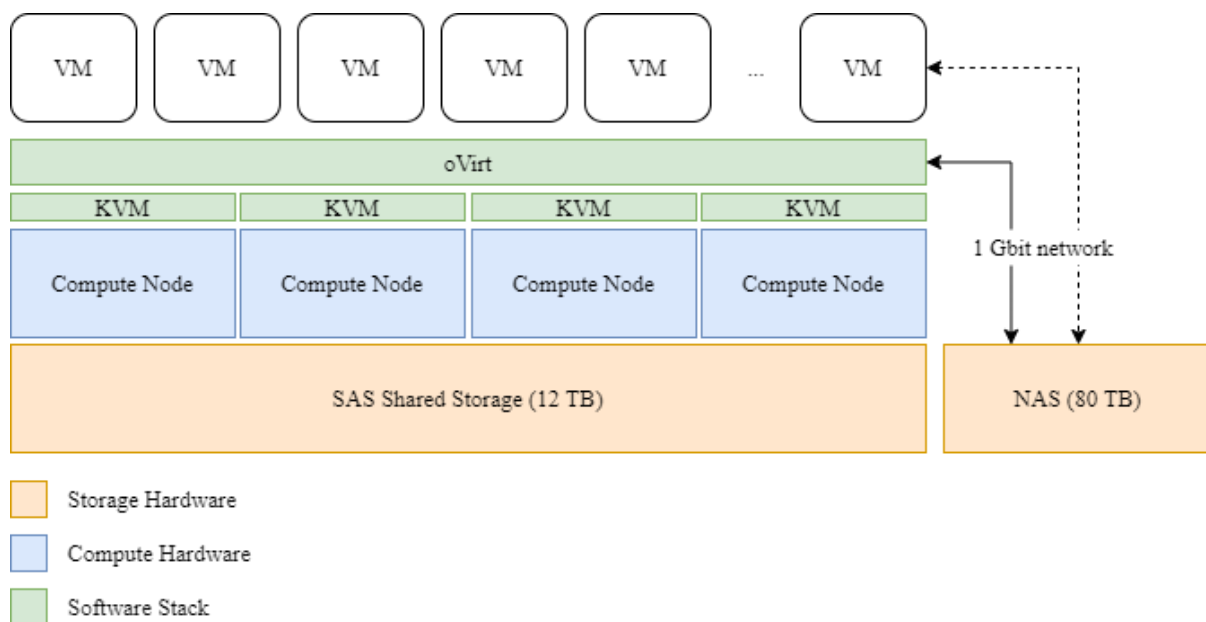 VM
VM
VM
VM
VM
...
VM
oVirt
KVM
KVM
KVM
KVM
1 Gbit network
Compute Node
Compute Node
Compute Node
Compute Node
SAS Shared Storage (12 TB)
NAS (80 TB)
Storage Hardware
Compute Hardware
Software Stack